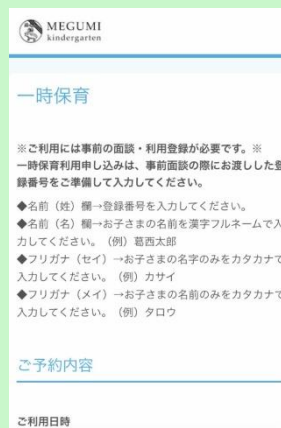 MEGUMI
kindergarten
一時保育
※ご利用には事前の面談・利用登録が必要です。※
一時保育利用申し込みは、事前面談の際にお渡しした登
録番号をご準備して入力してください。
◆名前（姓）欄→登録番号を入力してください。
◆名前（名）欄→お子さまの名前を漢字フルネームで入
力してください。（例）葛西太郎
◆フリガナ（セイ）→お子さまの名字のみをカタカナで
入力してください。（例）カサイ
◆フリガナ（メイ）→お子さまの名前のみをカタカナで
入力してください。（例）タロウ
ご予約内容
ご利用日時